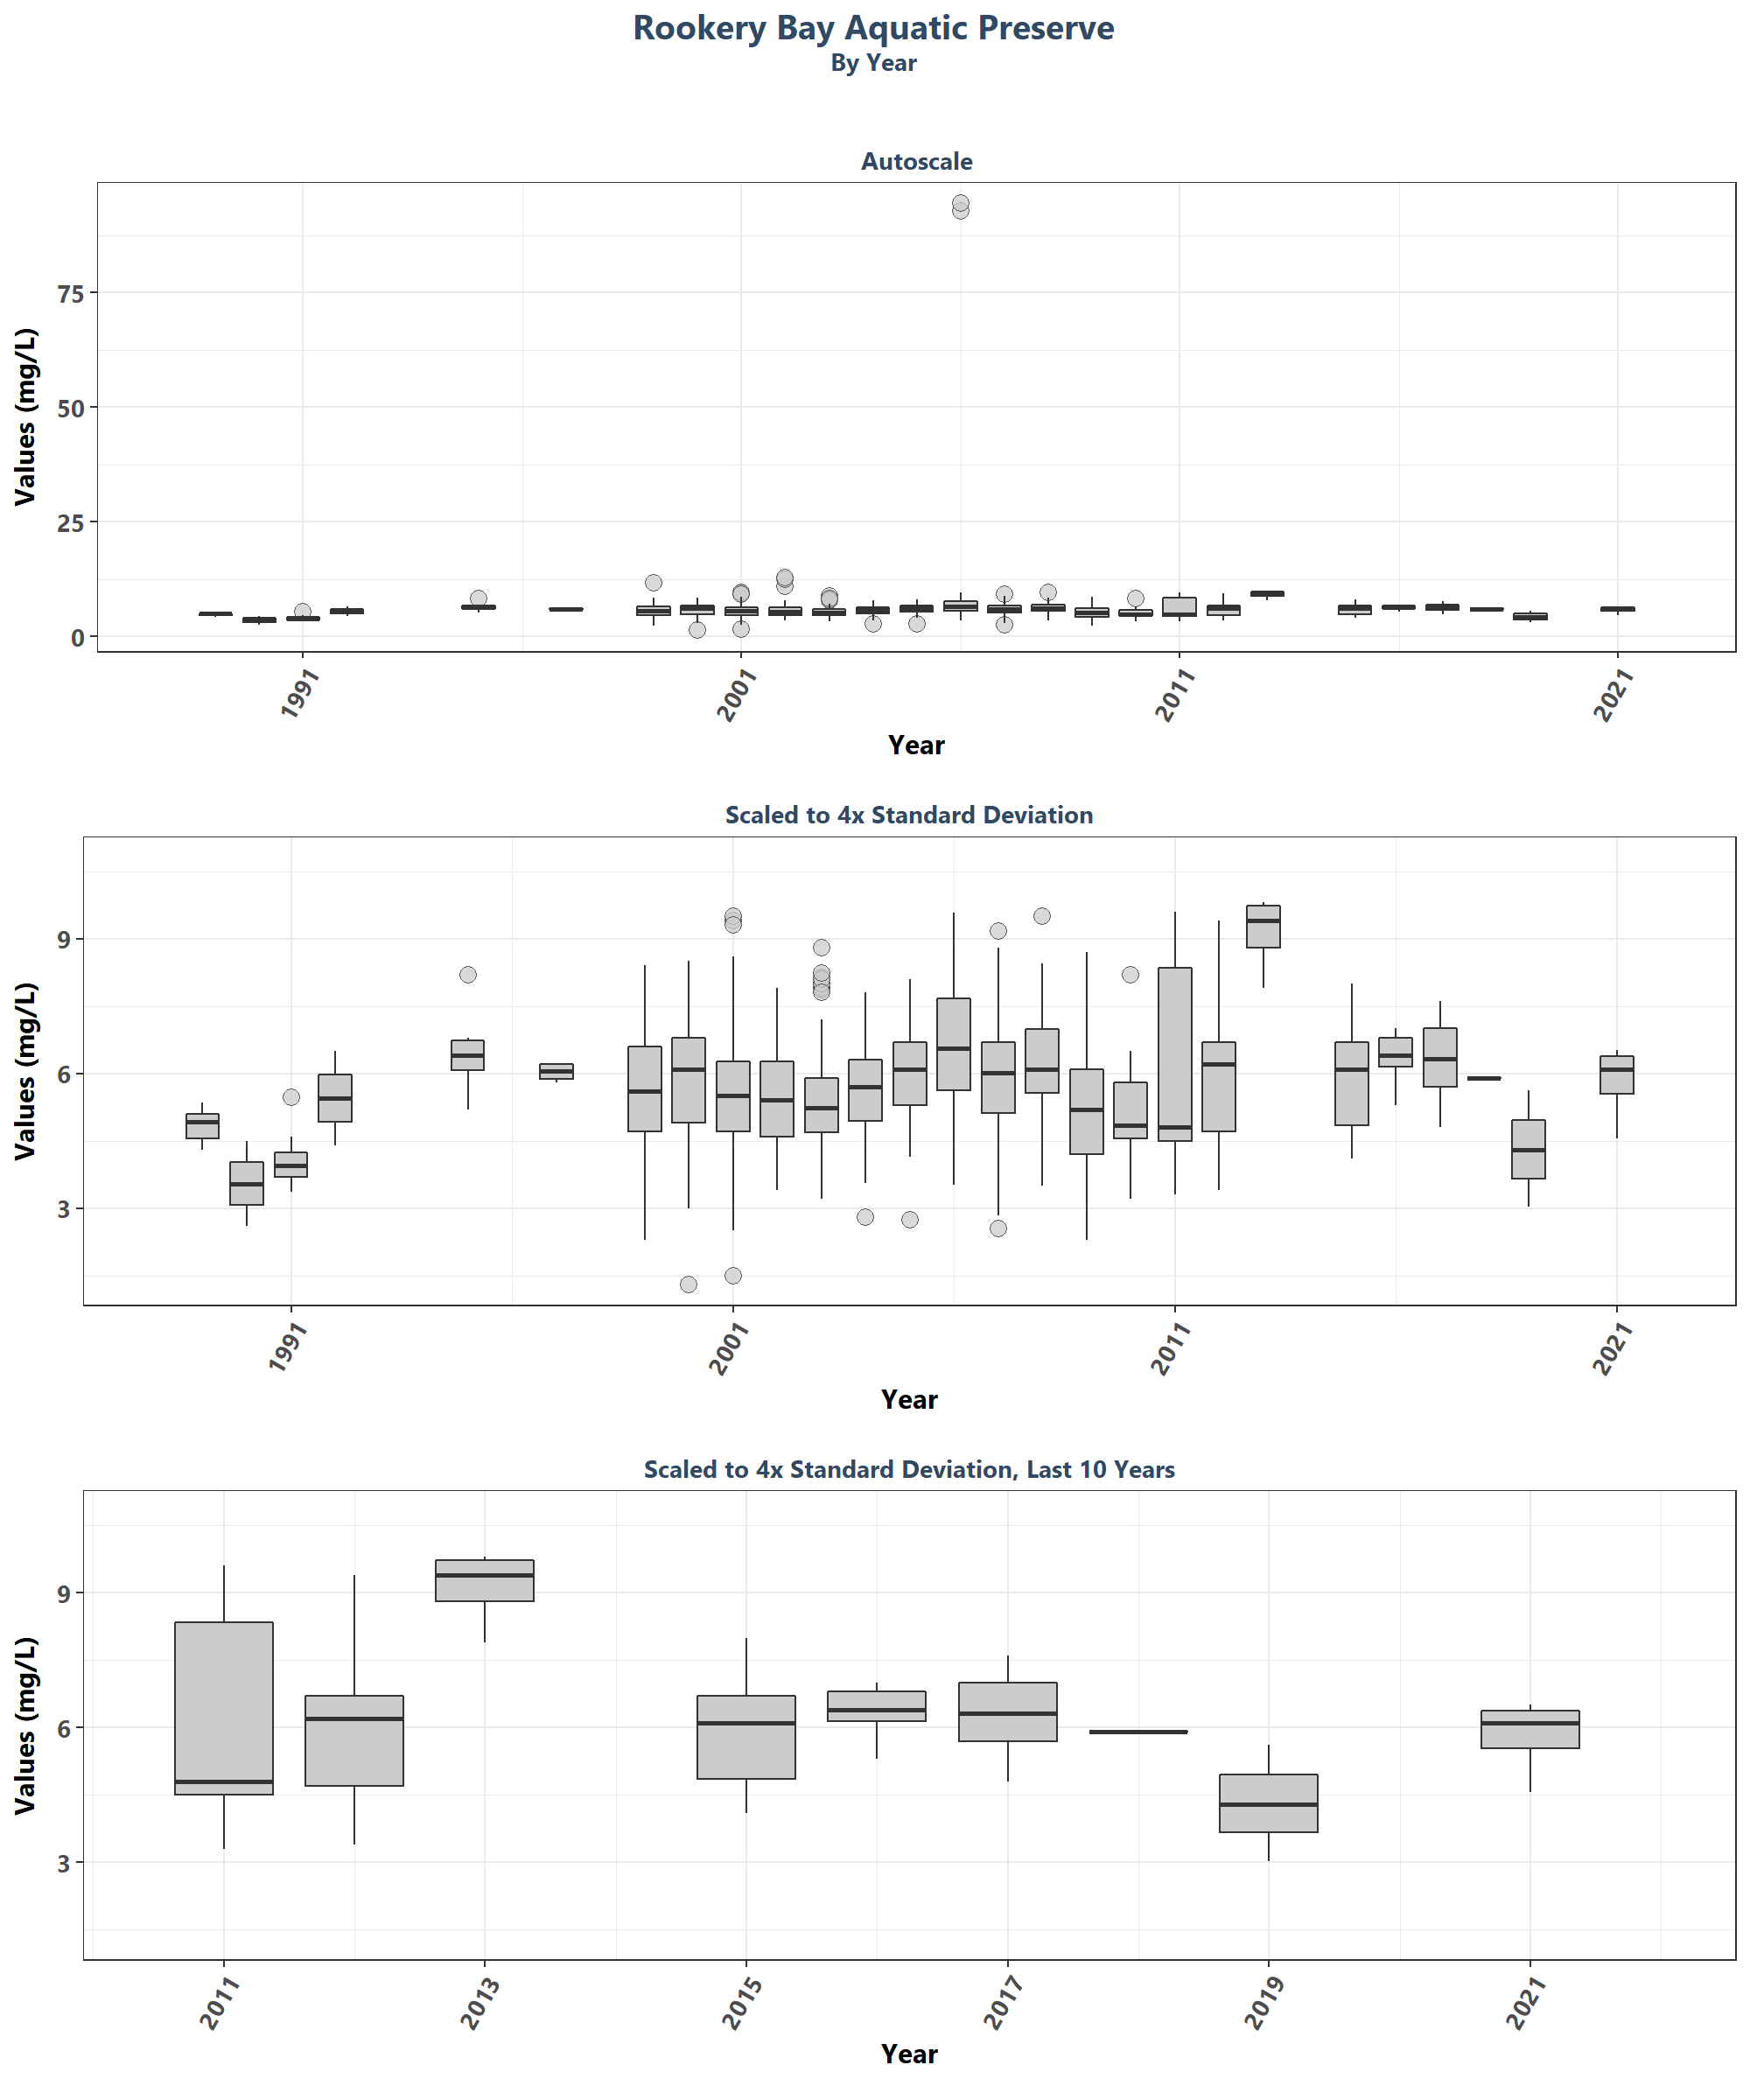 Rookery Bay Aquatic Preserve
By Year
Autoscale
Values (mg/L)
75
50
25
0
1991
2001
2011
2021
Year
Scaled to 4x Standard Deviation
Values (mg/L)
9
6
3
1991
2001
2011
2021
Year
Scaled to 4x Standard Deviation, Last 10 Years
Values (mg/L)
9
6
3
2011
2013
2015
2017
2019
2021
Year